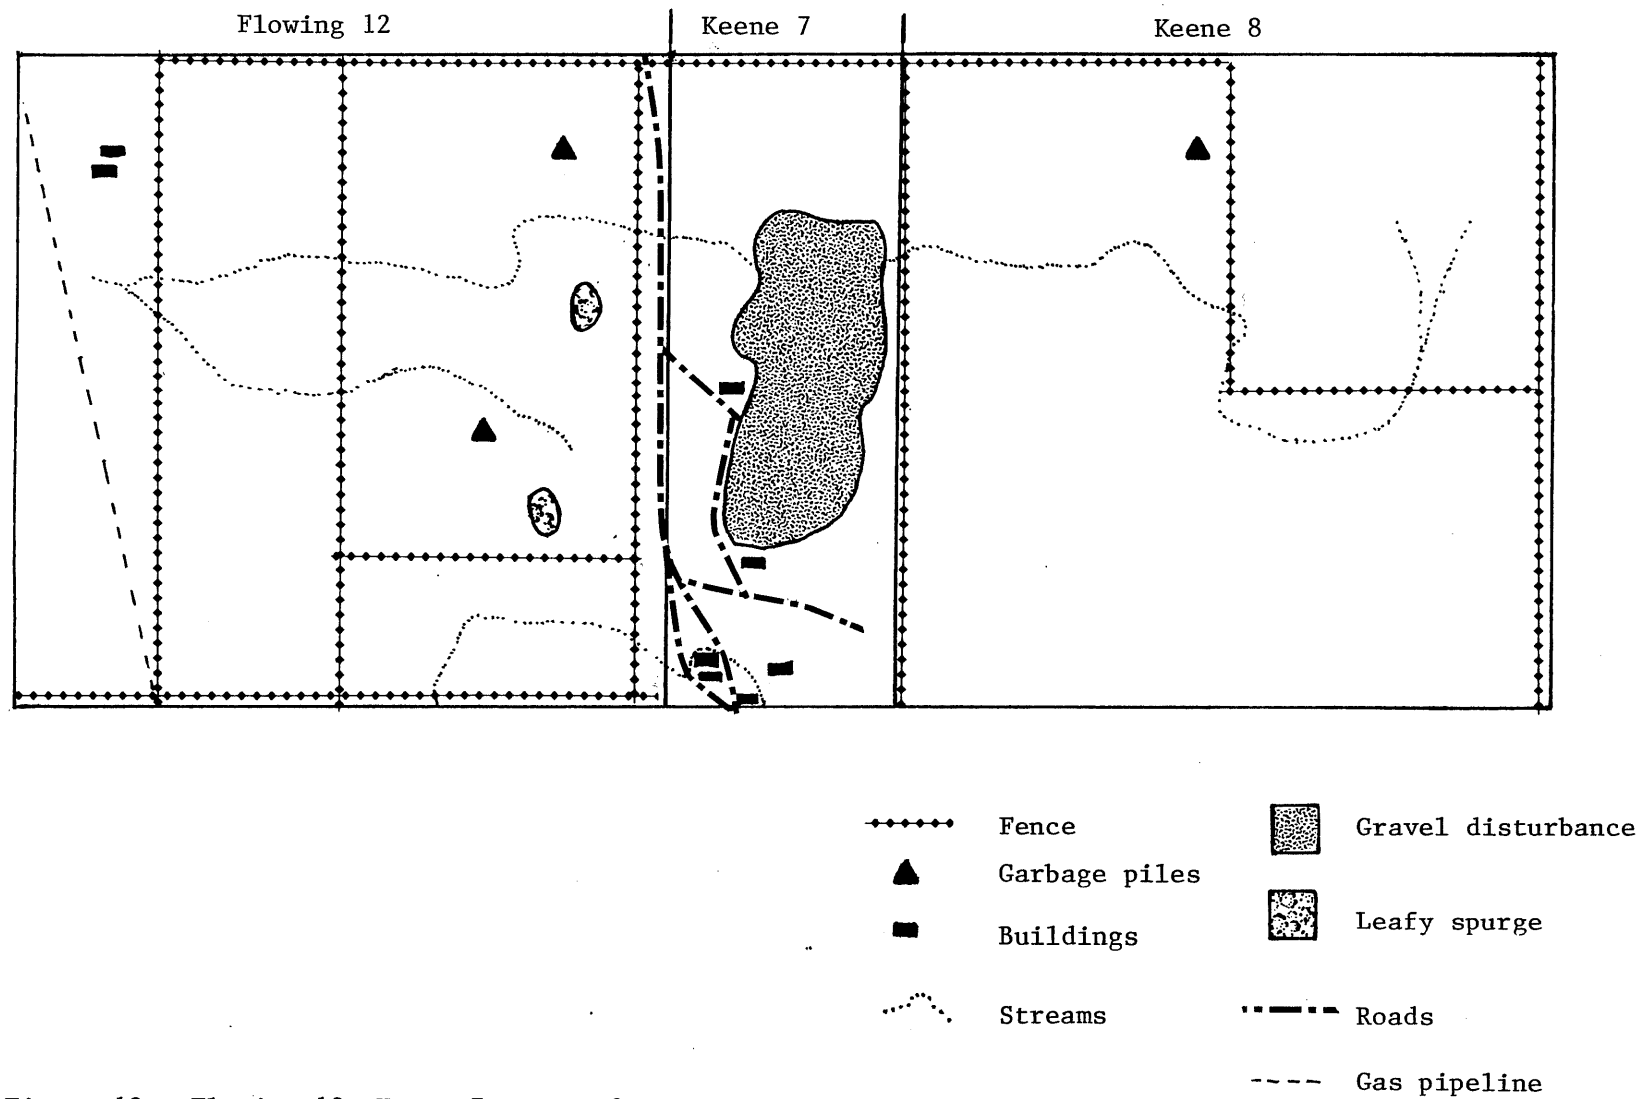 Flowing 12
Keene 7
Keene 8
Fence
Gravel disturbance
Garbage piles
Leafy spurge
Buildings
Streams
Roads
Gas pipeline